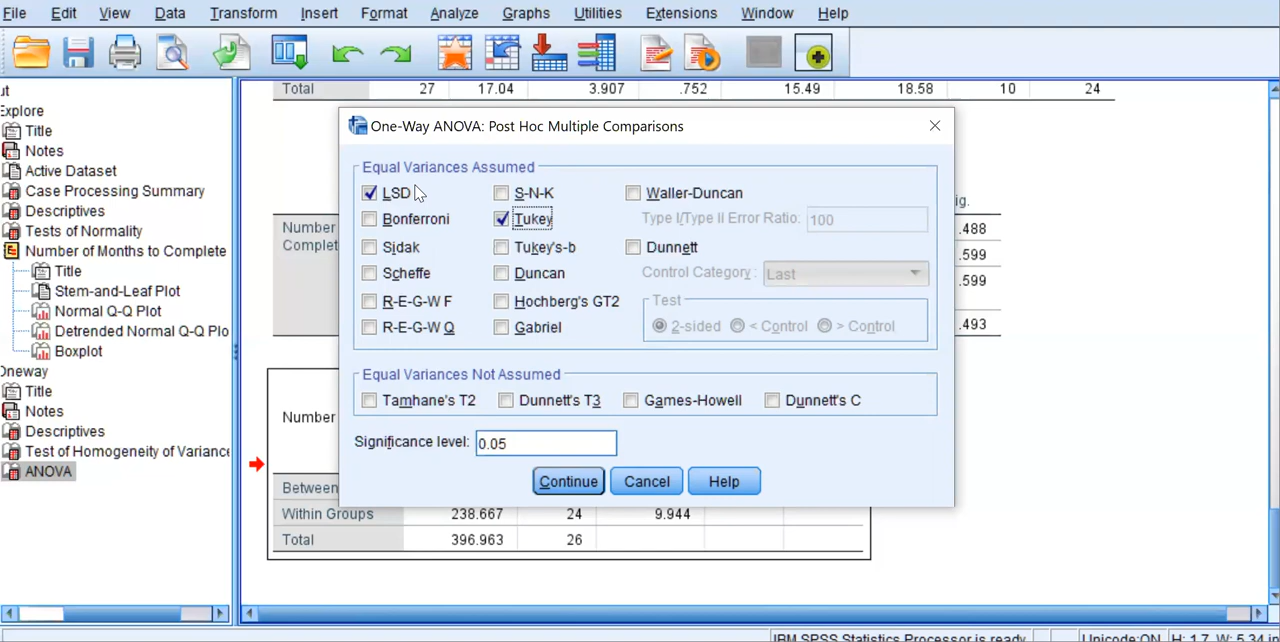 File Edit View Data Transform Insert Format Analyze Graphs Utilities Extensions Window Help
ut
Explore
Title
Notes
Active Dataset
Case Processing Summary
Descriptives
Tests of Normality
Number of Months to Complete
Title
Stem-and-Leaf Plot
Normal Q-Q Plot
Detrended Normal Q-Q Plo
Boxplot
Oneway
Title
Notes
Descriptives
Test of Homogeneity of Variance
ANOVA
Total 27 17.04 3.907 .752 15.49 18.58 10 24
One-Way ANOVA: Post Hoc Multiple Comparisons
Equal Variances Assumed
LSD S-N-K Waller-Duncan
Bonferroni Tukey Type I/Type II Error Ratio: 100
Sidak Tukey's-b Dunnett
Scheffe Duncan Control Category: Last
R-E-G-W F Hochberg's GT2 Test
R-E-G-W Q Gabriel 2-sided < Control > Control
Equal Variances Not Assumed
Tamhane's T2 Dunnett's T3 Games-Howell Dunnett's C
Significance level: 0.05
Continue Cancel Help
ig.
Number .488
Complet .599
.599
.493
Number
Between
Within Groups 238.667 24 9.944
Total 396.963 26
IBM SPSS Statistics Processor is ready Unicode:ON H: 1.7, W: 5.34 in